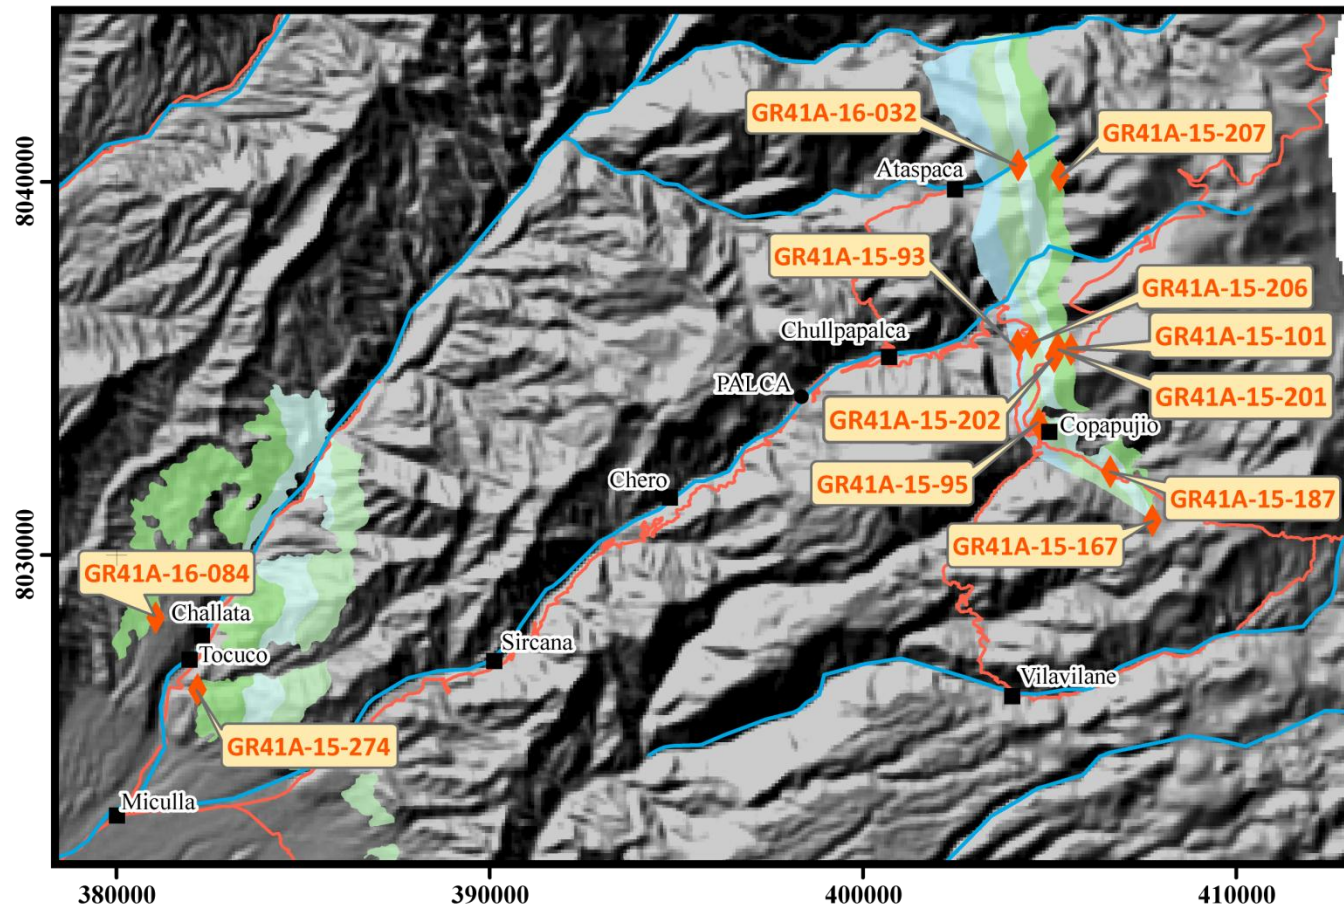 GR41A-16-032
GR41A-15-207
Ataspaca
8040000
GR41A-15-93
GR41A-15-206
Chullpapalca
GR41A-15-101
PALCA
GR41A-15-201
GR41A-15-202
Copapujio
Chero
GR41A-15-95
GR41A-15-187
GR41A-15-167
8030000
GR41A-16-084
Challata
Tocuco
Sircana
Vilavilane
GR41A-15-274
Miculla
380000
390000
400000
410000